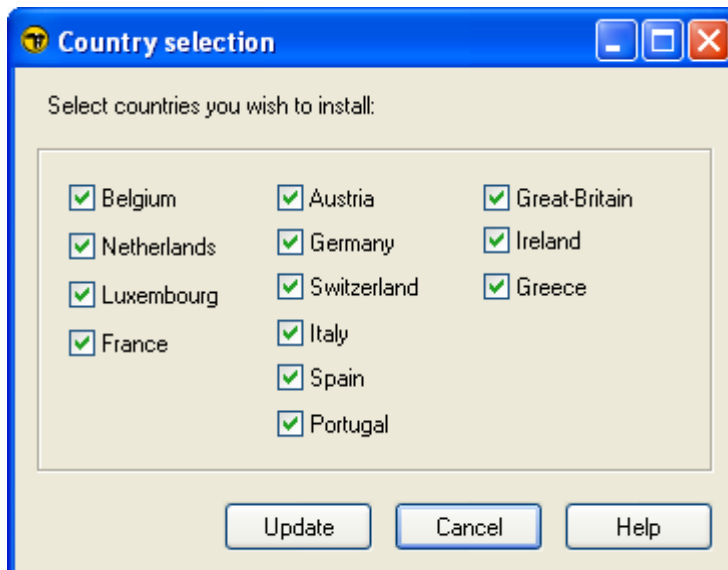 Country selection
Select countries you wish to install:
Belgium
Netherlands
Luxembourg
France
Austria
Germany
Switzerland
Italy
Spain
Portugal
Great-Britain
Ireland
Greece
Update
Cancel
Help